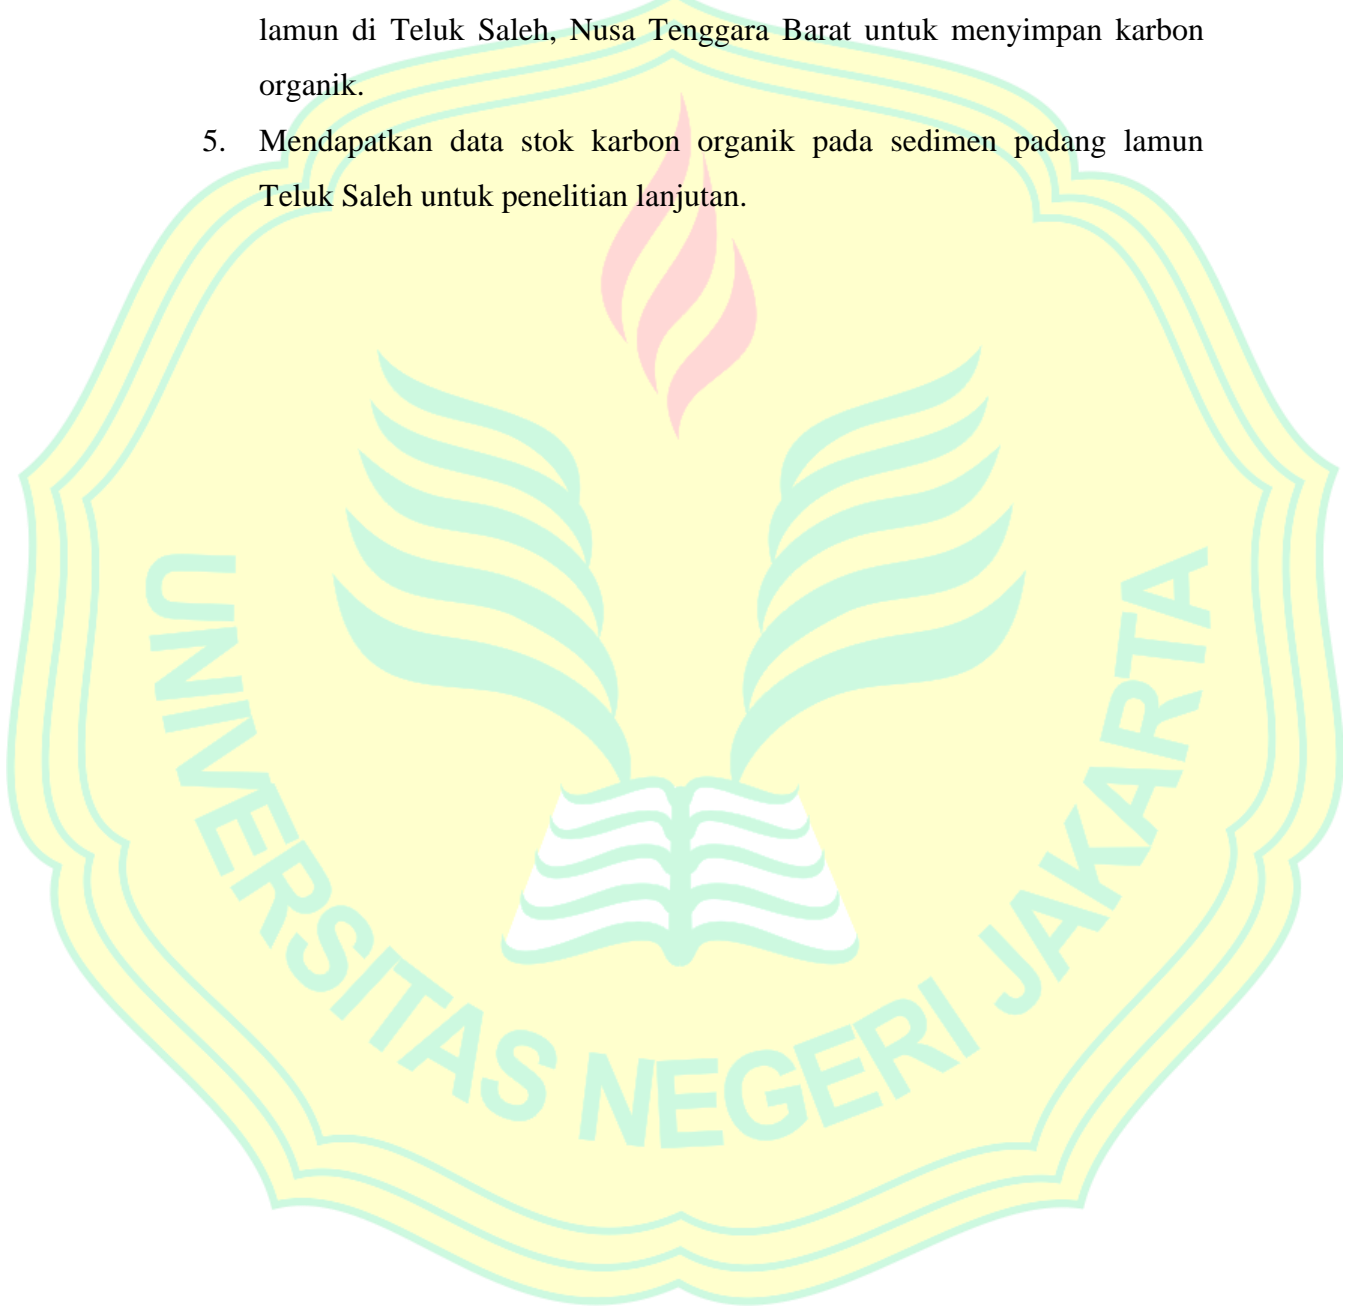 lamun di Teluk Saleh, Nusa Tenggara Barat untuk menyimpan karbon
organik.
5. Mendapatkan data stok karbon organik pada sedimen padang lamun
Teluk Saleh untuk penelitian lanjutan.
UNIVERSITAS NEGERI JAKARTA